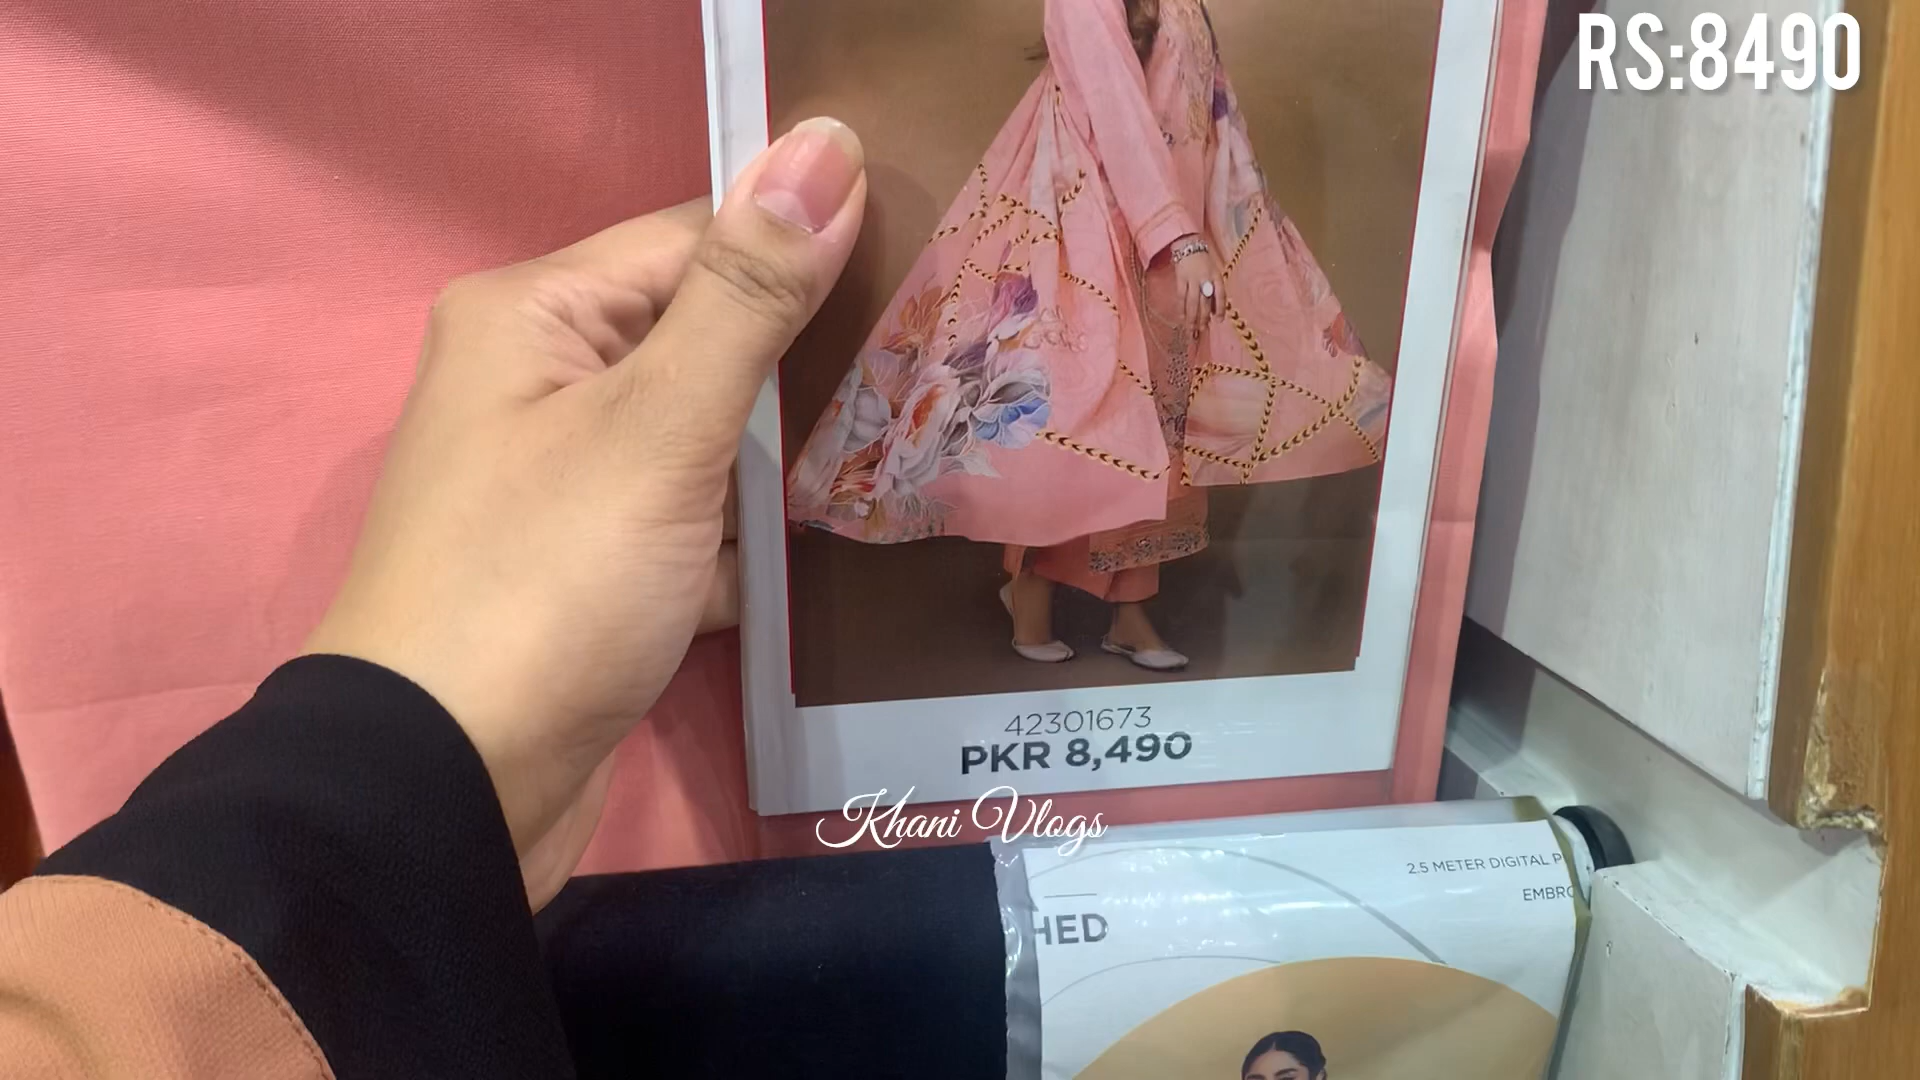 RS:8490
42301673
PKR 8,490
Khani Vlogs
2.5 METER DIGITAL P
EMBRO
HED